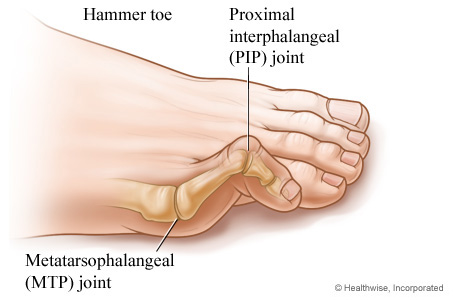 Hammer toe
Proximal
interphalangeal
(PIP) joint
Metatarsophalangeal
(MTP) joint
© Healthwise, Incorporated